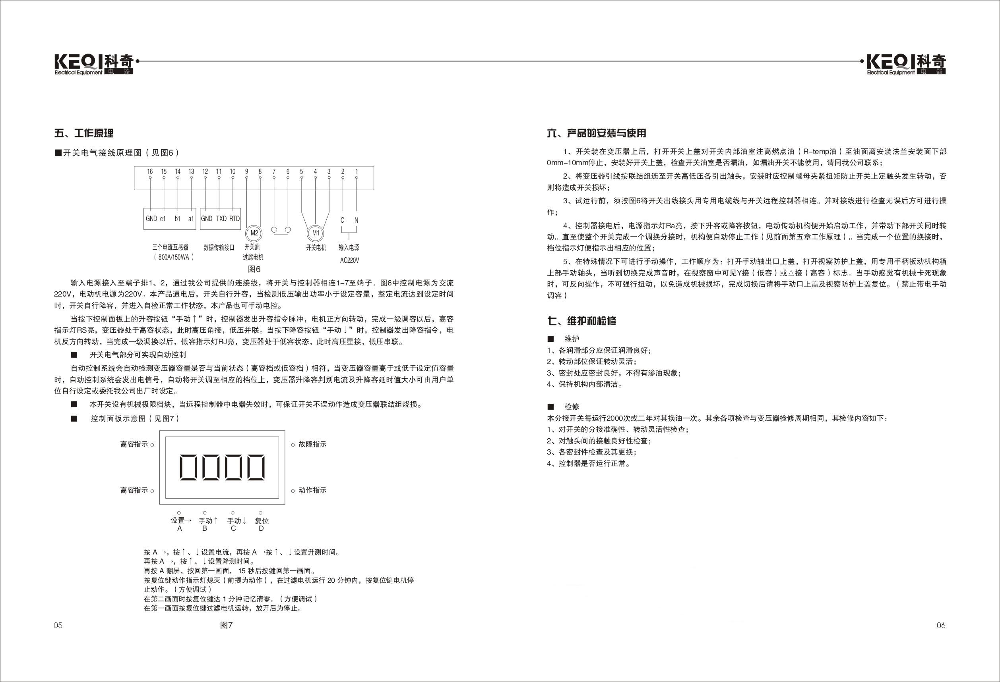 KEQI科奇
Electrical Equipment 电 器
KEQI科奇
Electrical Equipment 电 器
五、工作原理
■开关电气接线原理图（见图6）
16 15 14 13 12 11 10 9 8 7 6 5 4 3 2 1
GND c1 b1 a1 GND TXD RTD C N
M2 M1
三个电流互感器 数据传输接口 开关油 开关电机 输入电源
（800A/150WA） 过滤电机 AC220V
图6
输入电源接入至端子排1、2，通过我公司提供的连接线，将开关与控制器相连1-7至端子。图6中控制电源为交流
220V，电动机电源为220V。本产品通电后，开关自行升容，当检测低压输出功率小于设定容量，整定电流达到设定时间
时，开关自行降容，并进入自检正常工作状态，本产品也可手动电控。
当按下控制面板上的升容按钮“手动↑”时，控制器发出升容指令脉冲，电机正方向转动，完成一级调容以后，高容
指示灯RS亮，变压器处于高容状态，此时高压角接，低压并联。当按下降容按钮“手动↓”时，控制器发出降容指令，电
机反方向转动，当完成一级调换以后，低容指示灯RJ亮，变压器处于低容状态，此时高压星接，低压串联。
■ 开关电气部分可实现自动控制
自动控制系统会自动检测变压器容量是否与当前状态（高容档或低容档）相符，当变压器容量高于或低于设定值容量
时，自动控制系统会发出电信号，自动将开关调至相应的档位上，变压器升降容判别电流及升降容延时值大小可由用户单
位自行设定或委托我公司出厂时设定。
■ 本开关设有机械极限档块，当远程控制器中电器失效时，可保证开关不误动作造成变压器联结组烧损。
■ 控制面板示意图（见图7）
高容指示 ○ ○ 故障指示
0000
高容指示 ○ ○ 动作指示
设置→ 手动↑ 手动↓ 复位
A B C D
按 A →，按↑、↓设置电流，再按 A →按↑、↓设置升测时间。
再按 A →，按↑、↓设置降测时间。
再按 A 翻屏，按回第一画面， 15 秒后按键回第一画面。
按复位键动作指示灯熄灭（前提为动作），在过滤电机运行 20 分钟内，按复位键电机停
止动作。（方便调试）
在第二画面时按复位键达 1 分钟记忆清零。（方便调试）
在第一画面按复位键过滤电机运转，放开后为停止。
05
图7
六、产品的安装与使用
1、开关装在变压器上后，打开开关上盖对开关内部油室注高燃点油（R-temp油）至油面离安装法兰安装面下部
0mm-10mm停止，安装好开关上盖，检查开关油室是否漏油，如漏油开关不能使用，请同我公司联系；
2、将变压器引线按联结组连至开关高低压各引出触头，安装时应控制螺母夹紧扭矩防止开关上定触头发生转动，否
则将造成开关损坏；
3、试运行前，须按图6将开关出线接头用专用电缆线与开关远程控制器相连。并对接线进行检查无误后方可进行操
作；
4、控制器接电后，电源指示灯Ra亮，按下升容或降容按钮，电动传动机构便开始启动工作，并带动下部开关同时转
动。直至使整个开关完成一个调换分接时，机构便自动停止工作（见前面第五章工作原理）。当完成一个位置的换接时，
档位指示灯便指示出相应的位置；
5、在特殊情况下可进行手动操作，工作顺序为：打开手动轴出口上盖，打开视察防护上盖，用专用手柄扳动机构箱
上部手动轴头，当听到切换完成声音时，在视察窗中可见Y接（低容）或△接（高容）标志。当手动感觉有机械卡死现象
时，可反向操作，不可强行扭动，以免造成机械损坏，完成切换后请将手动口上盖及视察防护上盖复位。（禁止带电手动
调容）
七、维护和检修
■ 维护
1、各润滑部分应保证润滑良好；
2、转动部位保证转动灵活；
3、密封处应密封良好，不得有渗油现象；
4、保持机构内部清洁。
■ 检修
本分接开关每运行2000次或二年对其换油一次。其余各项检查与变压器检修周期相同，其检修内容如下：
1、对开关的分接准确性、转动灵活性检查；
2、对触头间的接触良好性检查；
3、各密封件检查及其更换；
4、控制器是否运行正常。
06